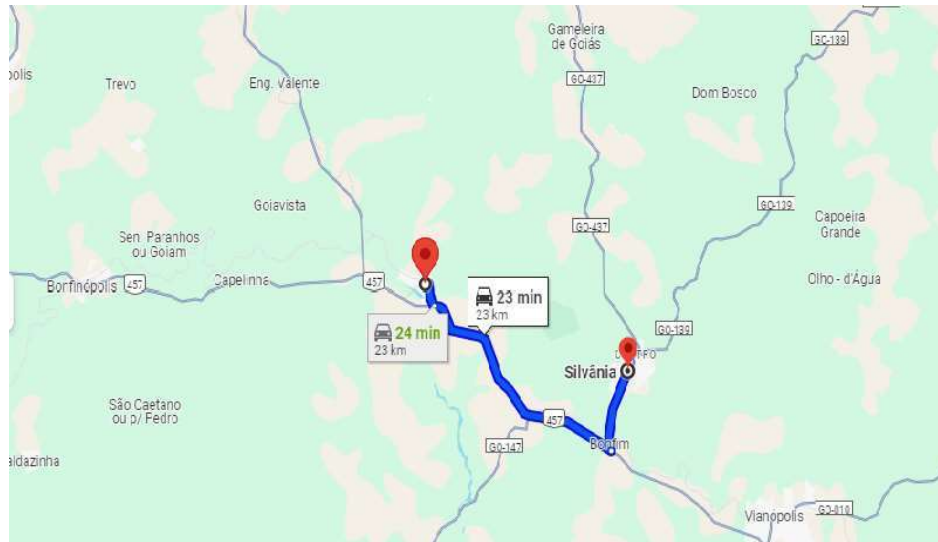 Gameleira
de Goiás
GO-139
polis
Trevo
Eng. Valente
GO-437
Dom Bosco
Goiavista
GO-139
Capoeira
Grande
Sen. Paranhos
ou Goiam
GO-437
Bonfinópolis
457
Capelinha
457
Olho - d'Água
23 min
23 km
24 min
23 km
GO-139
Silvânia
São Caetano
ou p/ Pedro
457
Bonfim
GO-147
aldazinha
Vianopolis
GO-010